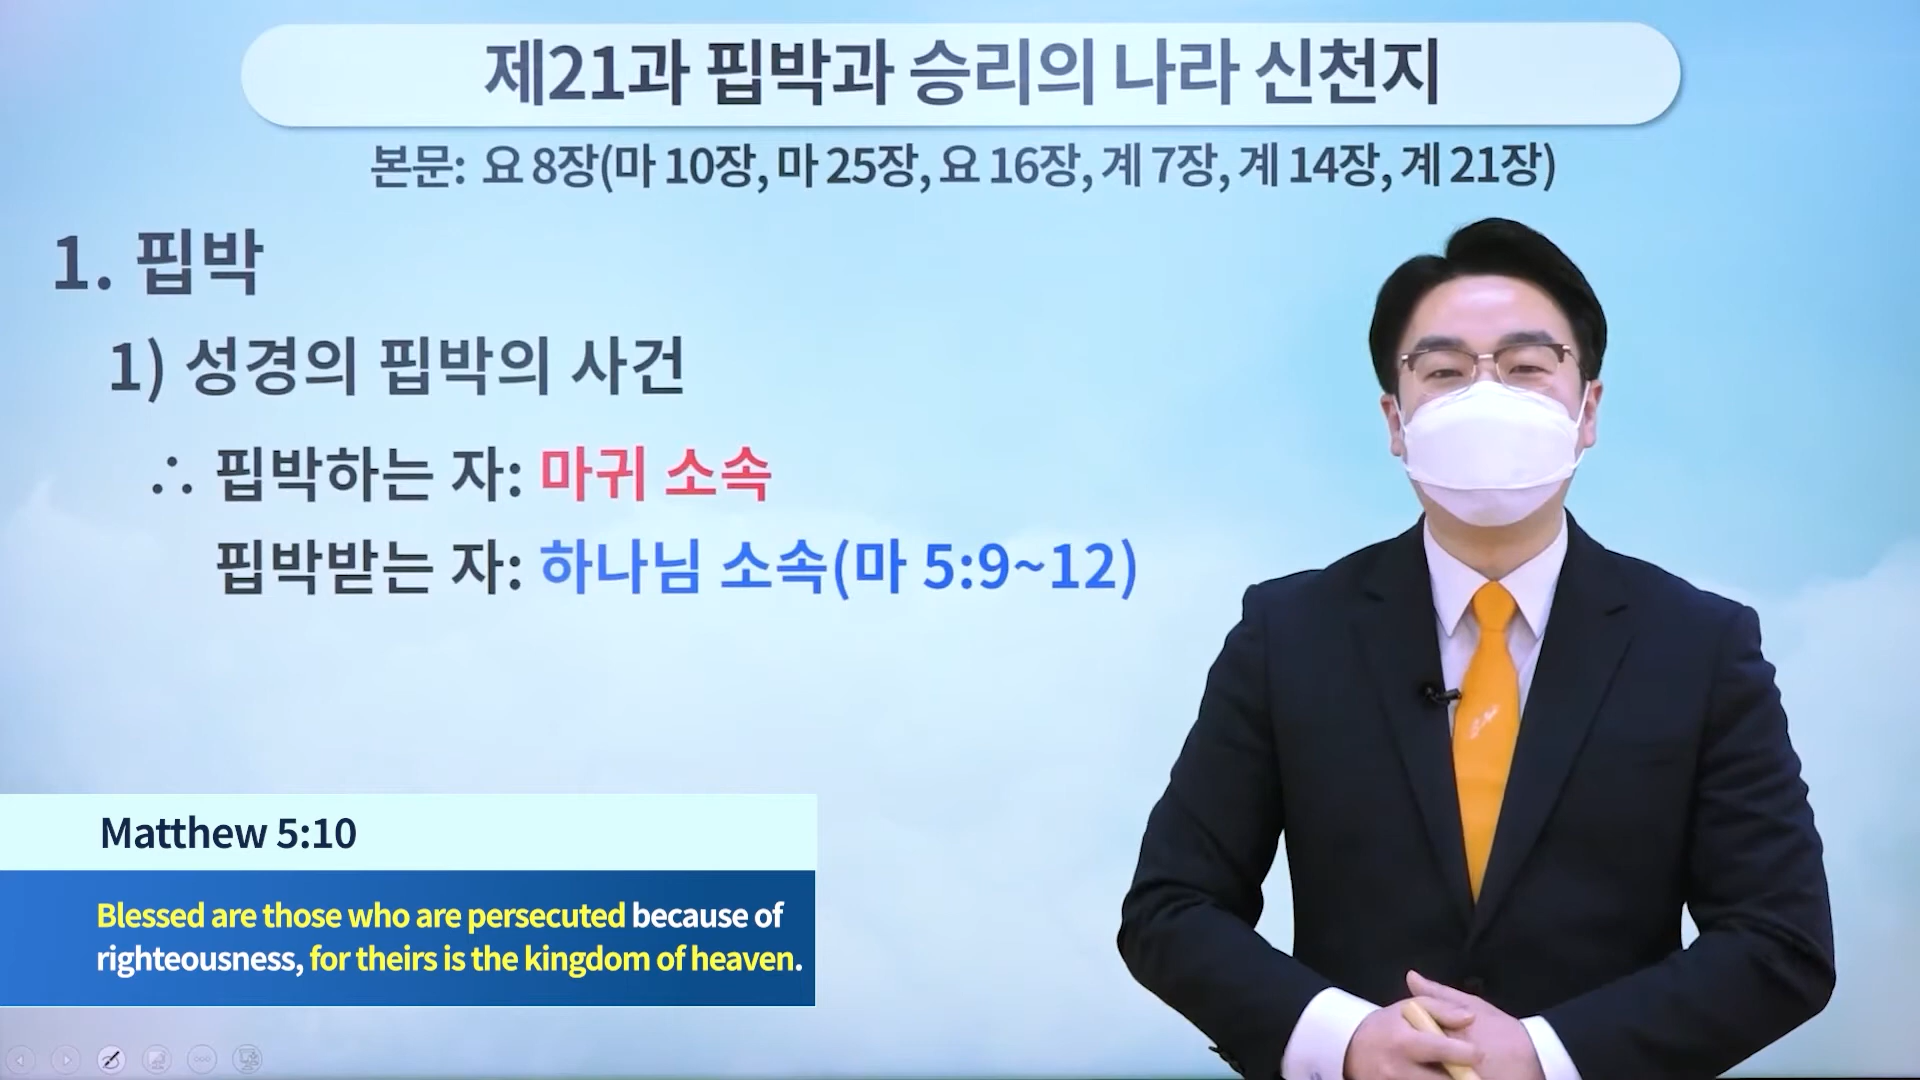 제21과 핍박과 승리의 나라 신천지
본문: 요 8장(마 10장, 마 25장, 요 16장, 계 7장, 계 14장, 계 21장)
1. 핍박
1) 성경의 핍박의 사건
∴ 핍박하는 자: 마귀 소속
핍박받는 자: 하나님 소속(마 5:9~12)
Matthew 5:10
Blessed are those who are persecuted because of
righteousness, for theirs is the kingdom of heaven.